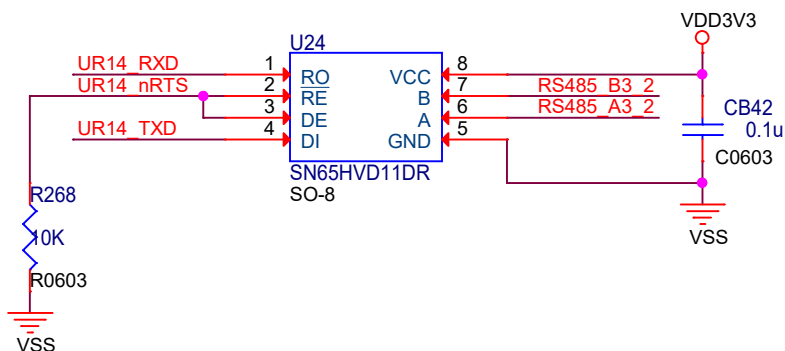 VDD3V3
U24
UR14_RXD 1 RO VCC 8
UR14_nRTS 2 RE B 7 RS485_B3_2
3 DE A 6 RS485_A3_2
UR14_TXD 4 DI GND 5
CB42
0.1u
C0603
SN65HVD11DR
SO-8
R268
10K
R0603
VSS
VSS